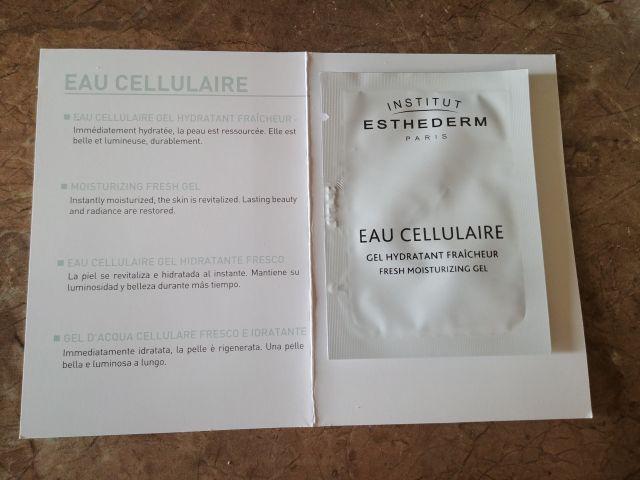 EAU CELLULAIRE
■ EAU CELLULAIRE GEL HYDRATANT FRAÎCHEUR -
Immédiatement hydratée, la peau est ressourcée. Elle est
belle et lumineuse, durablement.
■ MOISTURIZING FRESH GEL
Instantly moisturized, the skin is revitalized. Lasting beauty
and radiance are restored.
■ EAU CELLULAIRE GEL HIDRATANTE FRESCO
La piel se revitaliza e hidratada al instante. Mantiene su
luminosidad y belleza durante más tiempo.
■ GEL D'ACQUA CELLULARE FRESCO E IDRATANTE
Immediatamente idratata, la pelle è rigenerata. Una pelle
bella e luminosa a lungo.
INSTITUT
ESTHEDERM
PARIS
EAU CELLULAIRE
GEL HYDRATANT FRAÎCHEUR
FRESH MOISTURIZING GEL